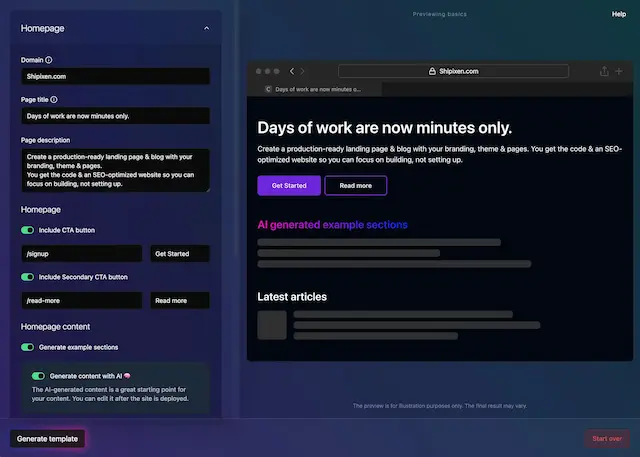 Homepage
Domain
Shipixen.com
Page title
Days of work are now minutes only.
Page description
Create a production-ready landing page & blog with your
branding, theme & pages.
You get the code & an SEO-optimized website so you can
focus on building, not setting up.
Homepage
Include CTA button
/signup
Get Started
Include Secondary CTA button
/read-more
Read more
Homepage content
Generate example sections
Generate content with AI 🧠
The AI-generated content is a great starting point for
your content. You can edit it after the site is deployed.
Generate template
Previewing basics
Help
Shipixen.com
C Days of work are now minutes o...
Days of work are now minutes only.
Create a production-ready landing page & blog with your branding, theme & pages. You get the code & an SEO-
optimized website so you can focus on building, not setting up.
Get Started
Read more
AI generated example sections
Latest articles
The preview is for illustration purposes only. The final result may vary.
Start over